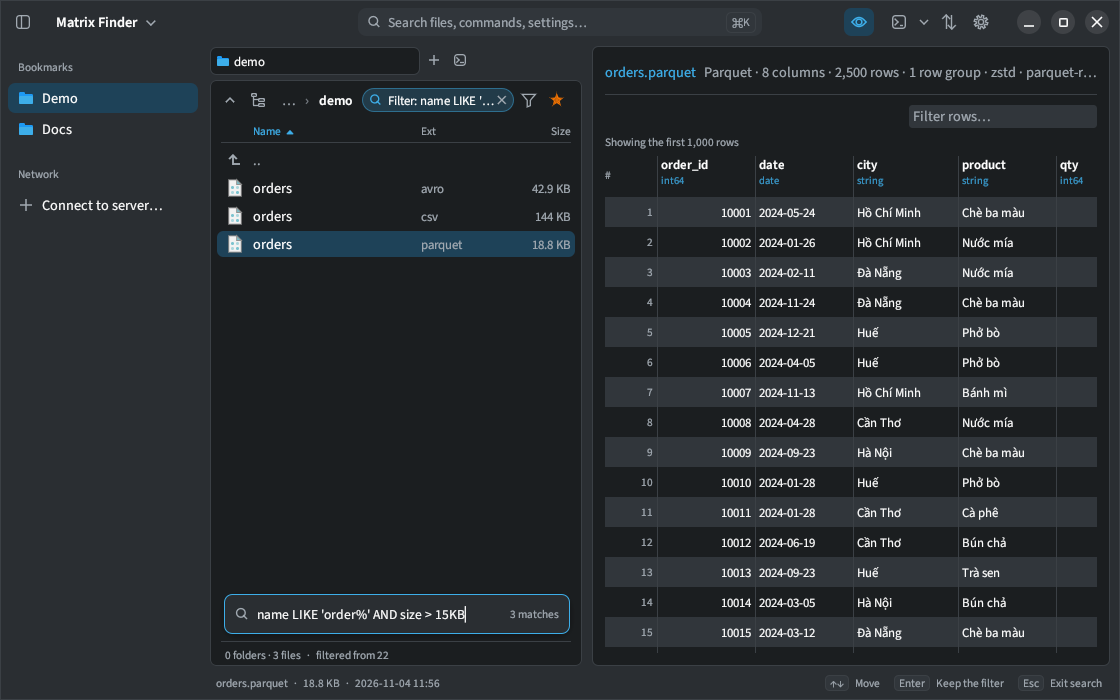 Matrix Finder
Search files, commands, settings…
⌘K
Bookmarks
Demo
Docs
Network
Connect to server…
demo
… › demo
Filter: name LIKE '…
Name Ext Size
..
orders avro 42.9 KB
orders csv 144 KB
orders parquet 18.8 KB
name LIKE 'order%' AND size > 15KB 3 matches
0 folders · 3 files · filtered from 22
orders.parquet Parquet · 8 columns · 2,500 rows · 1 row group · zstd · parquet-r…
Filter rows…
Showing the first 1,000 rows
# order_id date city product qty
int64 date string string int64
1 10001 2024-05-24 Hồ Chí Minh Chè ba màu
2 10002 2024-01-26 Hồ Chí Minh Nước mía
3 10003 2024-02-11 Đà Nẵng Nước mía
4 10004 2024-11-24 Đà Nẵng Chè ba màu
5 10005 2024-12-21 Huế Phở bò
6 10006 2024-04-05 Huế Phở bò
7 10007 2024-11-13 Hồ Chí Minh Bánh mì
8 10008 2024-04-28 Cần Thơ Nước mía
9 10009 2024-09-23 Hà Nội Chè ba màu
10 10010 2024-01-28 Huế Phở bò
11 10011 2024-01-28 Cần Thơ Cà phê
12 10012 2024-06-19 Cần Thơ Bún chả
13 10013 2024-09-23 Huế Trà sen
14 10014 2024-03-05 Hà Nội Bún chả
15 10015 2024-03-12 Đà Nẵng Chè ba màu
orders.parquet · 18.8 KB · 2026-11-04 11:56
↑↓ Move Enter Keep the filter Esc Exit search